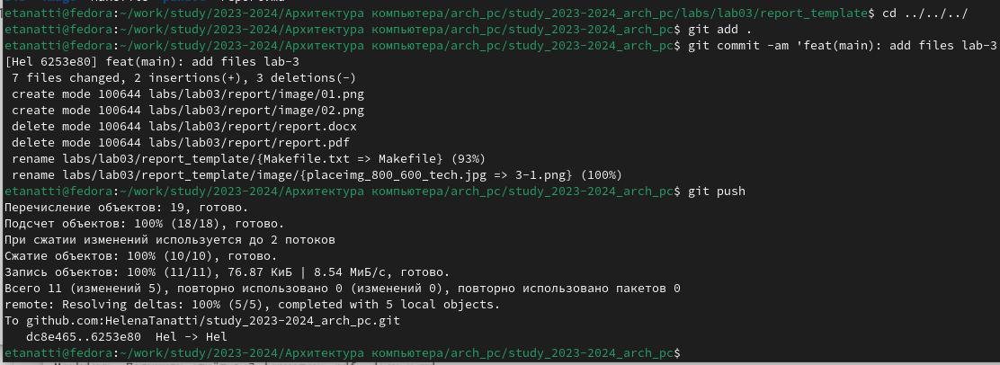 etanatti@fedora:~/work/study/2023-2024/Архитектура компьютера/arch_pc/study_2023-2024_arch_pc/labs/lab03/report_template$ cd ../../../
etanatti@fedora:~/work/study/2023-2024/Архитектура компьютера/arch_pc/study_2023-2024_arch_pc$ git add .
etanatti@fedora:~/work/study/2023-2024/Архитектура компьютера/arch_pc/study_2023-2024_arch_pc$ git commit -am 'feat(main): add files lab-3
[Hel 6253e80] feat(main): add files lab-3
7 files changed, 2 insertions(+), 3 deletions(-)
create mode 100644 labs/lab03/report/image/01.png
create mode 100644 labs/lab03/report/image/02.png
delete mode 100644 labs/lab03/report/report.docx
delete mode 100644 labs/lab03/report/report.pdf
rename labs/lab03/report_template/{Makefile.txt => Makefile} (93%)
rename labs/lab03/report_template/image/{placeimg_800_600_tech.jpg => 3-1.png} (100%)
etanatti@fedora:~/work/study/2023-2024/Архитектура компьютера/arch_pc/study_2023-2024_arch_pc$ git push
Перечисление объектов: 19, готово.
Подсчет объектов: 100% (18/18), готово.
При сжатии изменений используется до 2 потоков
Сжатие объектов: 100% (10/10), готово.
Запись объектов: 100% (11/11), 76.87 КиБ | 8.54 МиБ/с, готово.
Всего 11 (изменений 5), повторно использовано 0 (изменений 0), повторно использовано пакетов 0
remote: Resolving deltas: 100% (5/5), completed with 5 local objects.
To github.com:HelenaTanatti/study_2023-2024_arch_pc.git
dc8e465..6253e80  Hel -> Hel
etanatti@fedora:~/work/study/2023-2024/Архитектура компьютера/arch_pc/study_2023-2024_arch_pc$